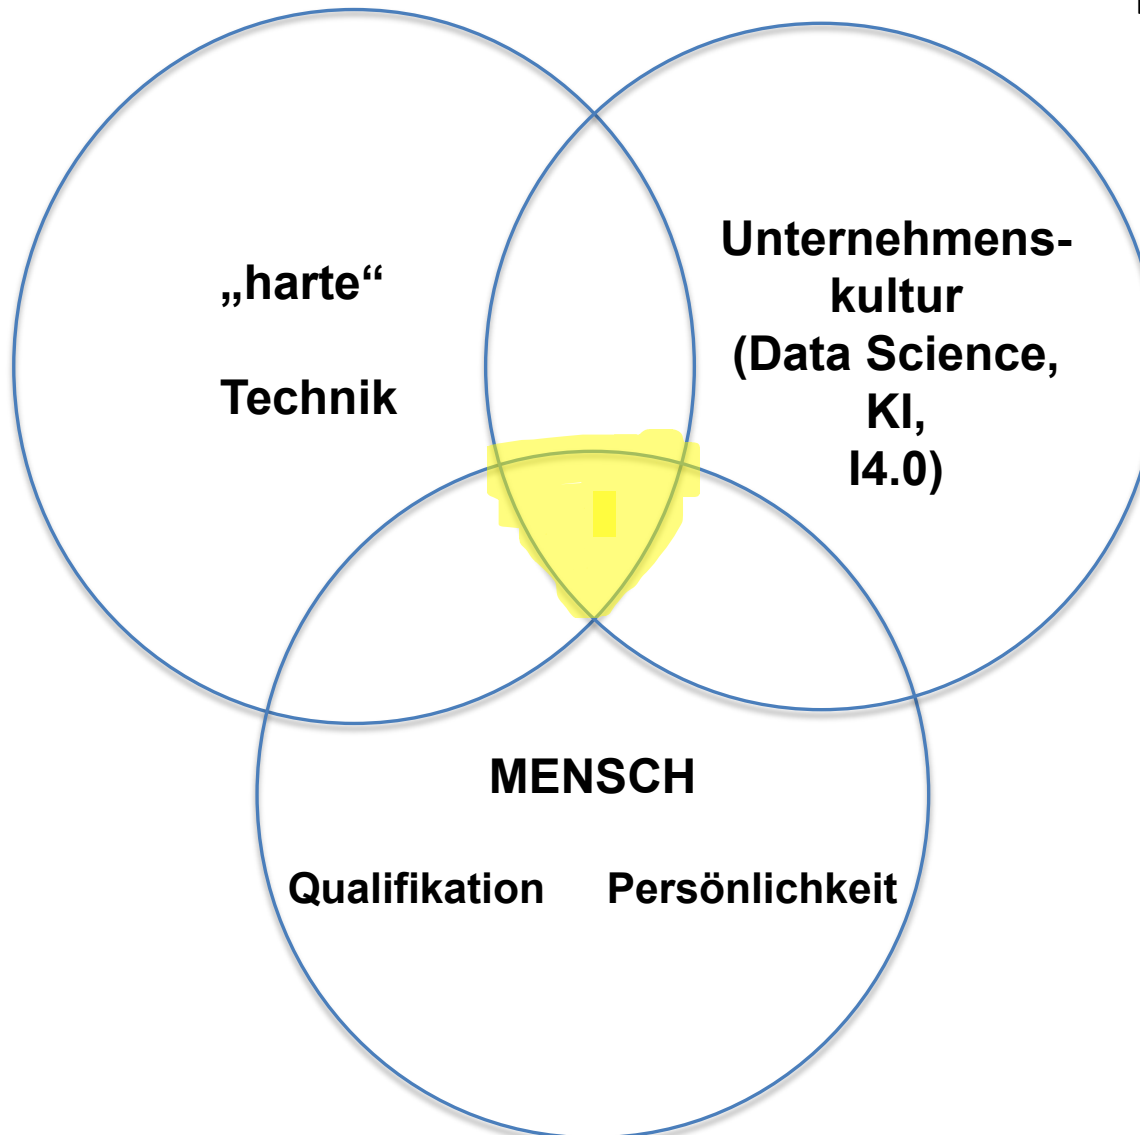 „harte“
Technik
Unternehmens-
kultur
(Data Science,
KI,
I4.0)
MENSCH
Qualifikation Persönlichkeit